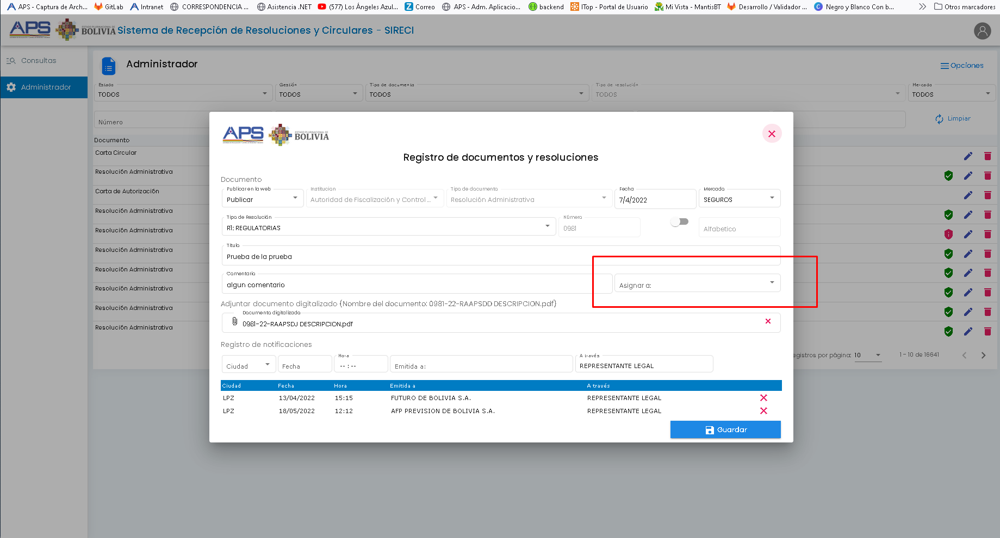 APS - Captura de Arch... GitLab Intranet CORRESPONDENCIA ... Asistencia .NET (577) Los Ángeles Azul... Correo APS - Adm. Aplicacio... backend ITop - Portal de Usuario Mi Vista - MantisBT Desarrollo / Validador ... Negro y Blanco Con b... Otros marcadores
APS ESTADO PLURINACIONAL DE BOLIVIA Sistema de Recepción de Resoluciones y Circulares - SIRECI
Consultas
Administrador
Administrador
Opciones
Estado Gestión Tipo de documento Tipo de resolución Mercado
TODOS TODOS TODOS TODOS TODOS
Número
Limpiar
Documento
Carta Circular
Resolución Administrativa
Carta de Autorización
Resolución Administrativa
Resolución Administrativa
Resolución Administrativa
Resolución Administrativa
Resolución Administrativa
Resolución Administrativa
Resolución Administrativa
egistros por página: 10 1 - 10 de 16641
APS ESTADO PLURINACIONAL DE BOLIVIA
Registro de documentos y resoluciones
Documento
Publicar en la web Institucion Tipo de documento Fecha Mercado
Publicar Autoridad de Fiscalización y Control ... Resolución Administrativa 7/4/2022 SEGUROS
Tipo de Resolución Número
R1: REGULATORIAS 0981 Alfabetico
Titulo
Prueba de la prueba
Comentario
algun comentario Asignar a:
Adjuntar documento digitalizado (Nombre del documento: 0981-22-RAAPSDD DESCRIPCION.pdf)
Documento digitalizado
0981-22-RAAPSDJ DESCRIPCION.pdf
Registro de notificaciones
Hora A través
Ciudad Fecha -- : -- Emitida a: REPRESENTANTE LEGAL
Ciudad Fecha Hora Emitida a A través
LPZ 13/04/2022 15:15 FUTURO DE BOLIVIA S.A. REPRESENTANTE LEGAL
LPZ 18/05/2022 12:12 AFP PREVISION DE BOLIVIA S.A. REPRESENTANTE LEGAL
Guardar